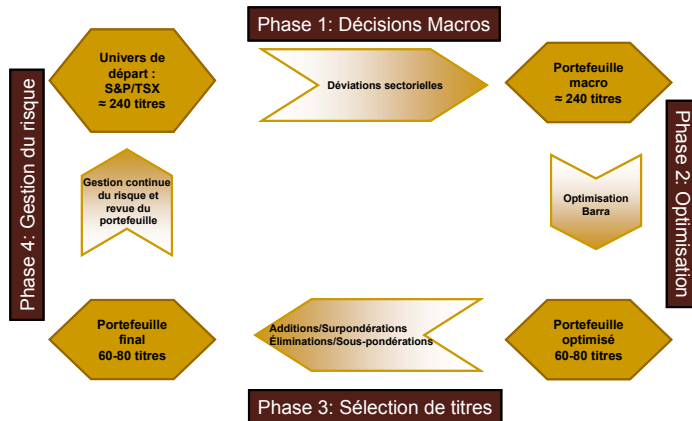 Phase 1: Décisions Macros
Univers de
départ :
S&P/TSX
≈ 240 titres
Déviations sectorielles
Portefeuille
macro
≈ 240 titres
Phase 2: Optimisation
Optimisation
Barra
Portefeuille
optimisé
60-80 titres
Phase 3: Sélection de titres
Additions/Surpondérations
Éliminations/Sous-pondérations
Portefeuille
final
60-80 titres
Phase 4: Gestion du risque
Gestion continue
du risque et
revue du
portefeuille